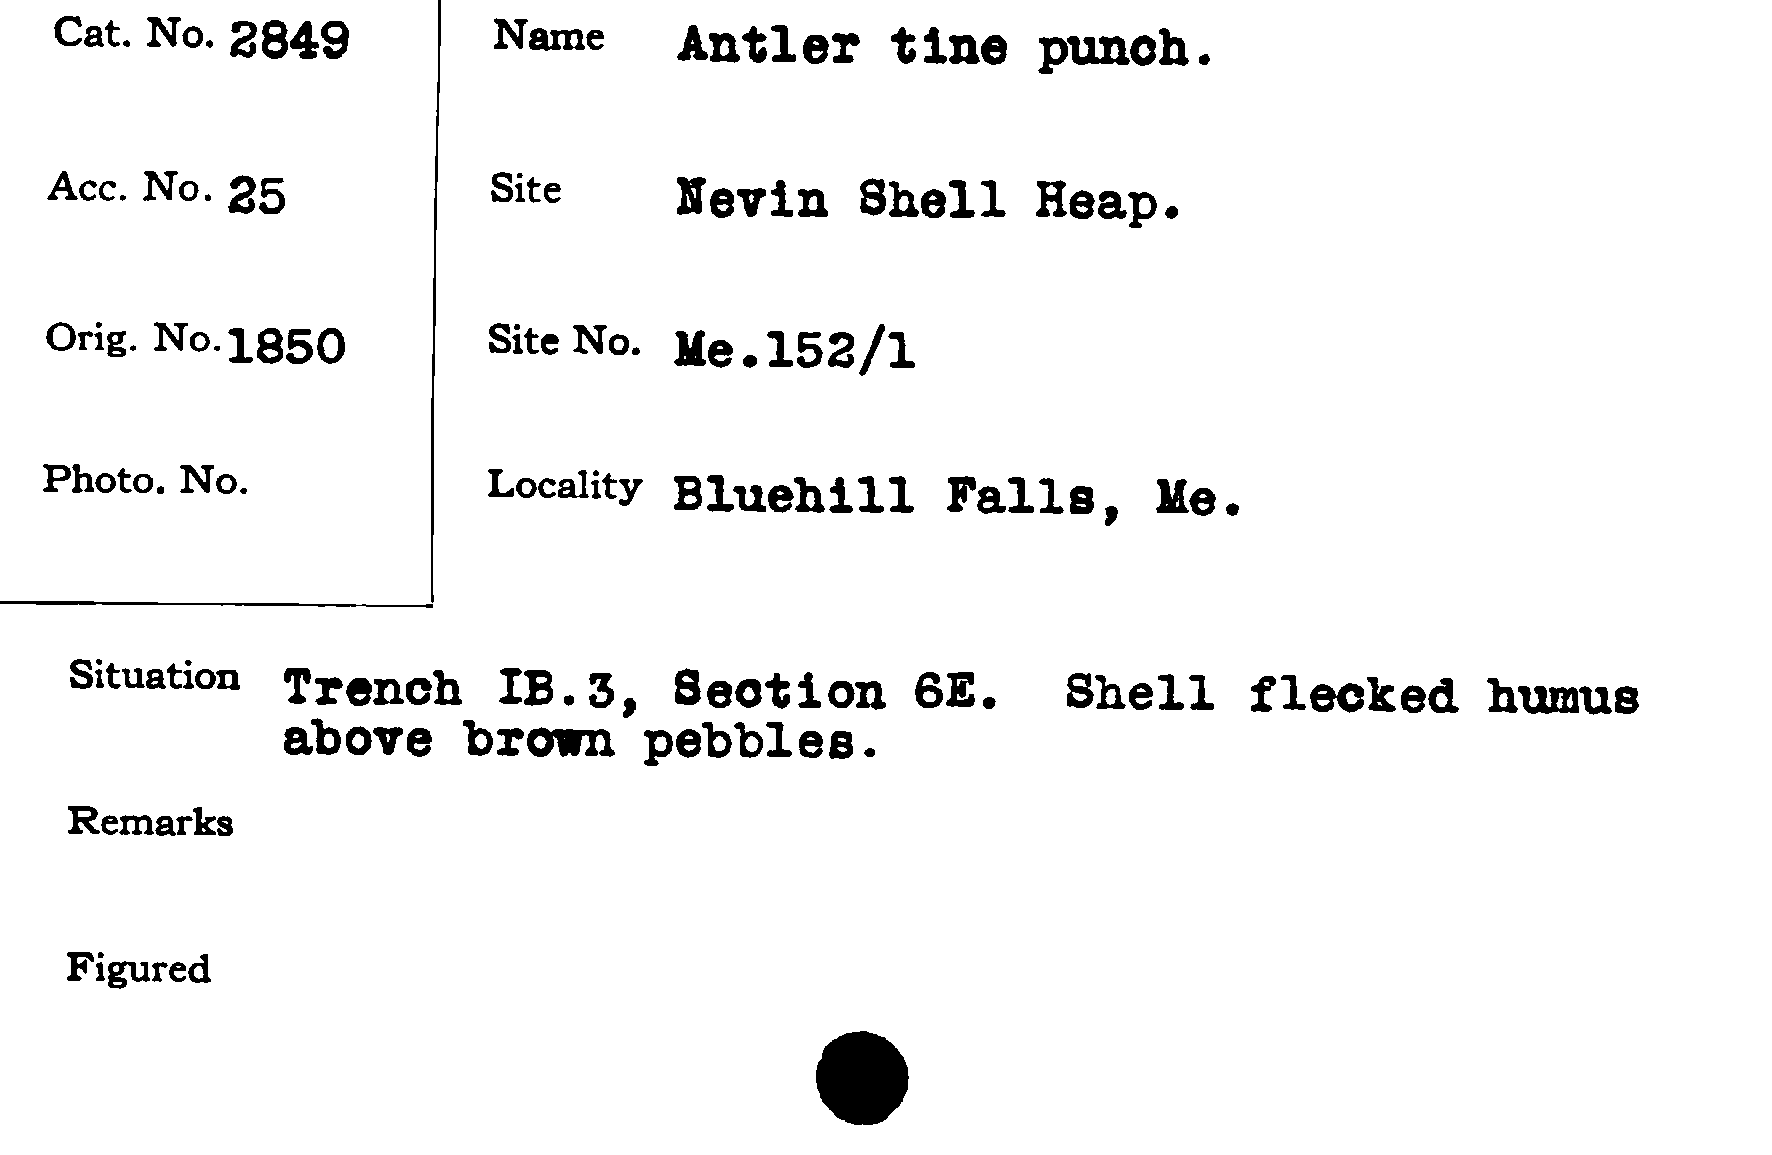 Cat. No. 2849
Acc. No. 25
Orig. No. 1850
Photo. No.
Name Antler tine punch.
Site Nevin Shell Heap.
Site No. Me.152/1
Locality Bluehill Falls, Me.
Situation Trench IB.3, Section 6E. Shell flecked humus
above brown pebbles.
Remarks
Figured